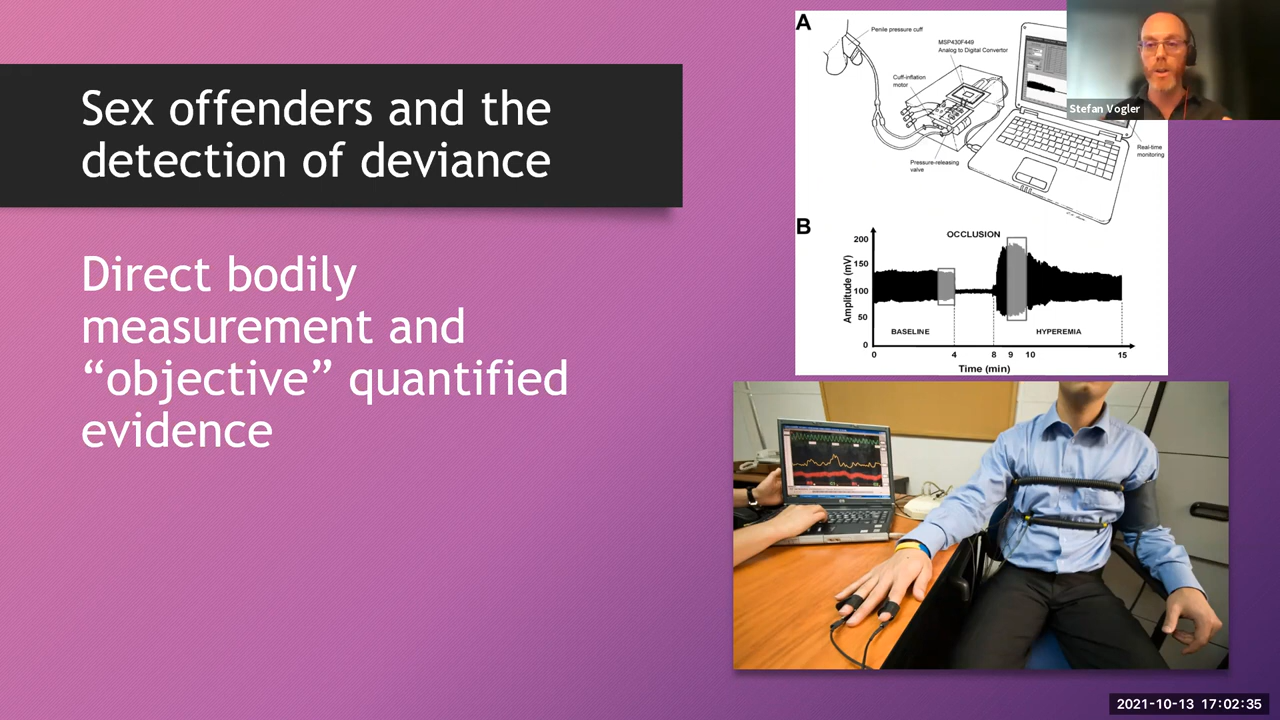 Sex offenders and the
detection of deviance
Direct bodily
measurement and
“objective” quantified
evidence
A
Penile pressure cuff
MSP430F449
Analog to Digital Convertor
Cuff-inflation
motor
Pressure-releasing
valve
Real-time
monitoring
Stefan Vogler
B
OCCLUSION
Amplitude (mV)
200
150
100
50
0
BASELINE
HYPEREMIA
0 4 8 9 10 15
Time (min)
2021-10-13 17:02:35